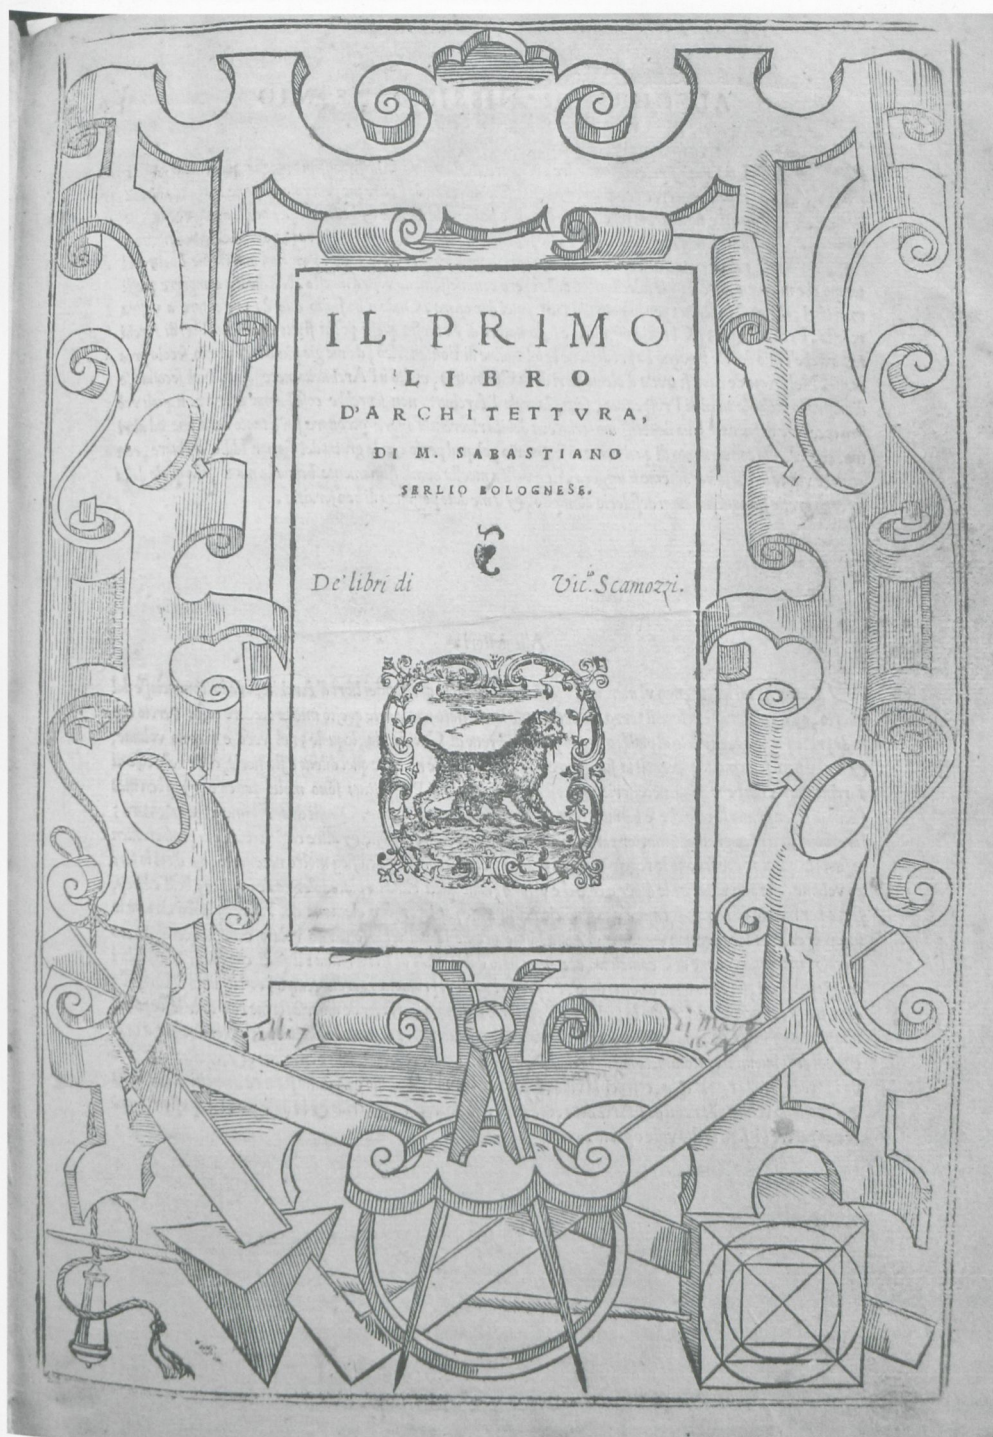 IL PRIMO
LIBRO
D'ARCHITETTVRA,
DI M. SABASTIANO
SERLIO BOLOGNESE.
De' libri di Vic.º Scamozzi.